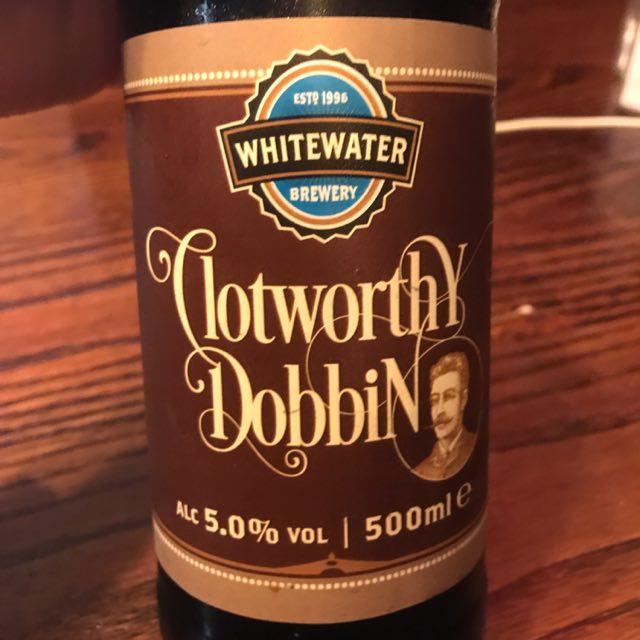 ESTD 1996
WHITEWATER
BREWERY
Clotworthy
Dobbin
ALC 5.0% VOL | 500ml ℮